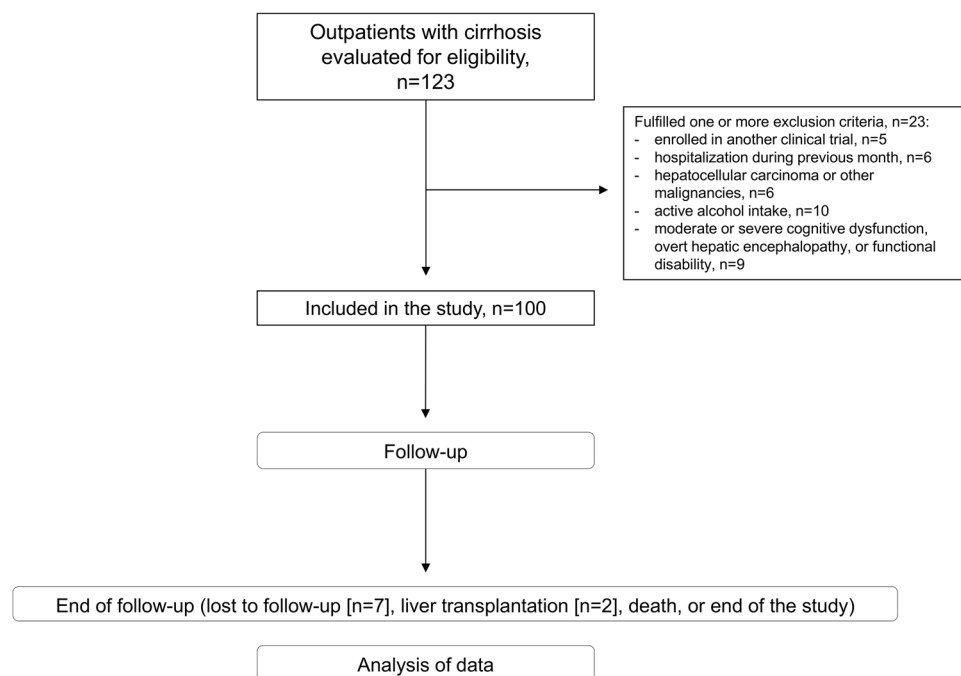 Outpatients with cirrhosis
evaluated for eligibility,
n=123
Fulfilled one or more exclusion criteria, n=23:
- enrolled in another clinical trial, n=5
- hospitalization during previous month, n=6
- hepatocellular carcinoma or other
malignancies, n=6
- active alcohol intake, n=10
- moderate or severe cognitive dysfunction,
overt hepatic encephalopathy, or functional
disability, n=9
Included in the study, n=100
Follow-up
End of follow-up (lost to follow-up [n=7], liver transplantation [n=2], death, or end of the study)
Analysis of data